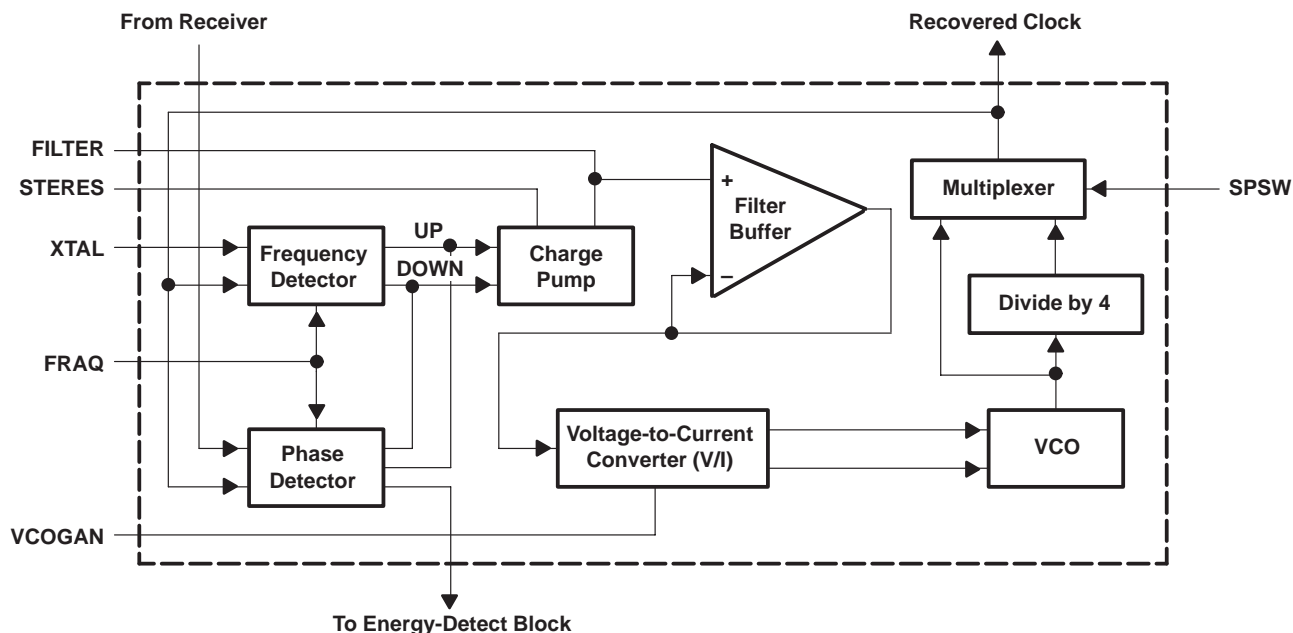 From Receiver
Recovered Clock
FILTER
STERES
XTAL
FRAQ
VCOGAN
SPSW
Frequency
Detector
UP
DOWN
Charge
Pump
+
Filter
Buffer
−
Multiplexer
Divide by 4
Phase
Detector
Voltage-to-Current
Converter (V/I)
VCO
To Energy-Detect Block